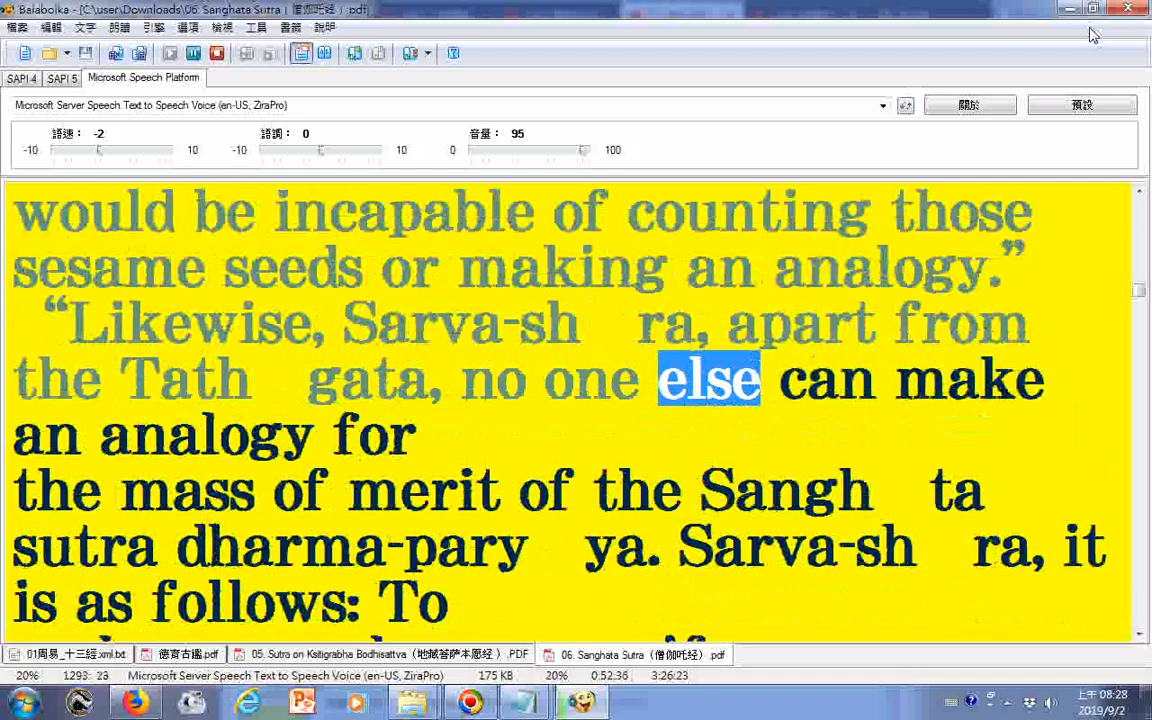 Balabolka - [C:\user\Downloads\06. Sanghata Sutra (僧伽吒经).pdf]
檔案 編輯 文字 朗讀 引擎 選項 檢視 工具 書籤 說明
SAPI 4 SAPI 5 Microsoft Speech Platform
Microsoft Server Speech Text to Speech Voice (en-US, ZiraPro) 關於 預設
語速: -2 語調: 0 音量: 95
-10 10 -10 10 0 100
would be incapable of counting those
sesame seeds or making an analogy.”
“Likewise, Sarva-sh ra, apart from
the Tath gata, no one else can make
an analogy for
the mass of merit of the Sangh ta
sutra dharma-pary ya. Sarva-sh ra, it
is as follows: To
01周易_十三經.xml.txt 德育古鑑.pdf 05. Sutra on Ksitigrabha Bodhisattva (地藏菩萨本愿经) .PDF 06. Sanghata Sutra (僧伽吒经) .pdf
20% 1293: 23 Microsoft Server Speech Text to Speech Voice (en-US, ZiraPro) 175 KB 20% 0:52:36 3:26:23
上午 08:28
2019/9/2